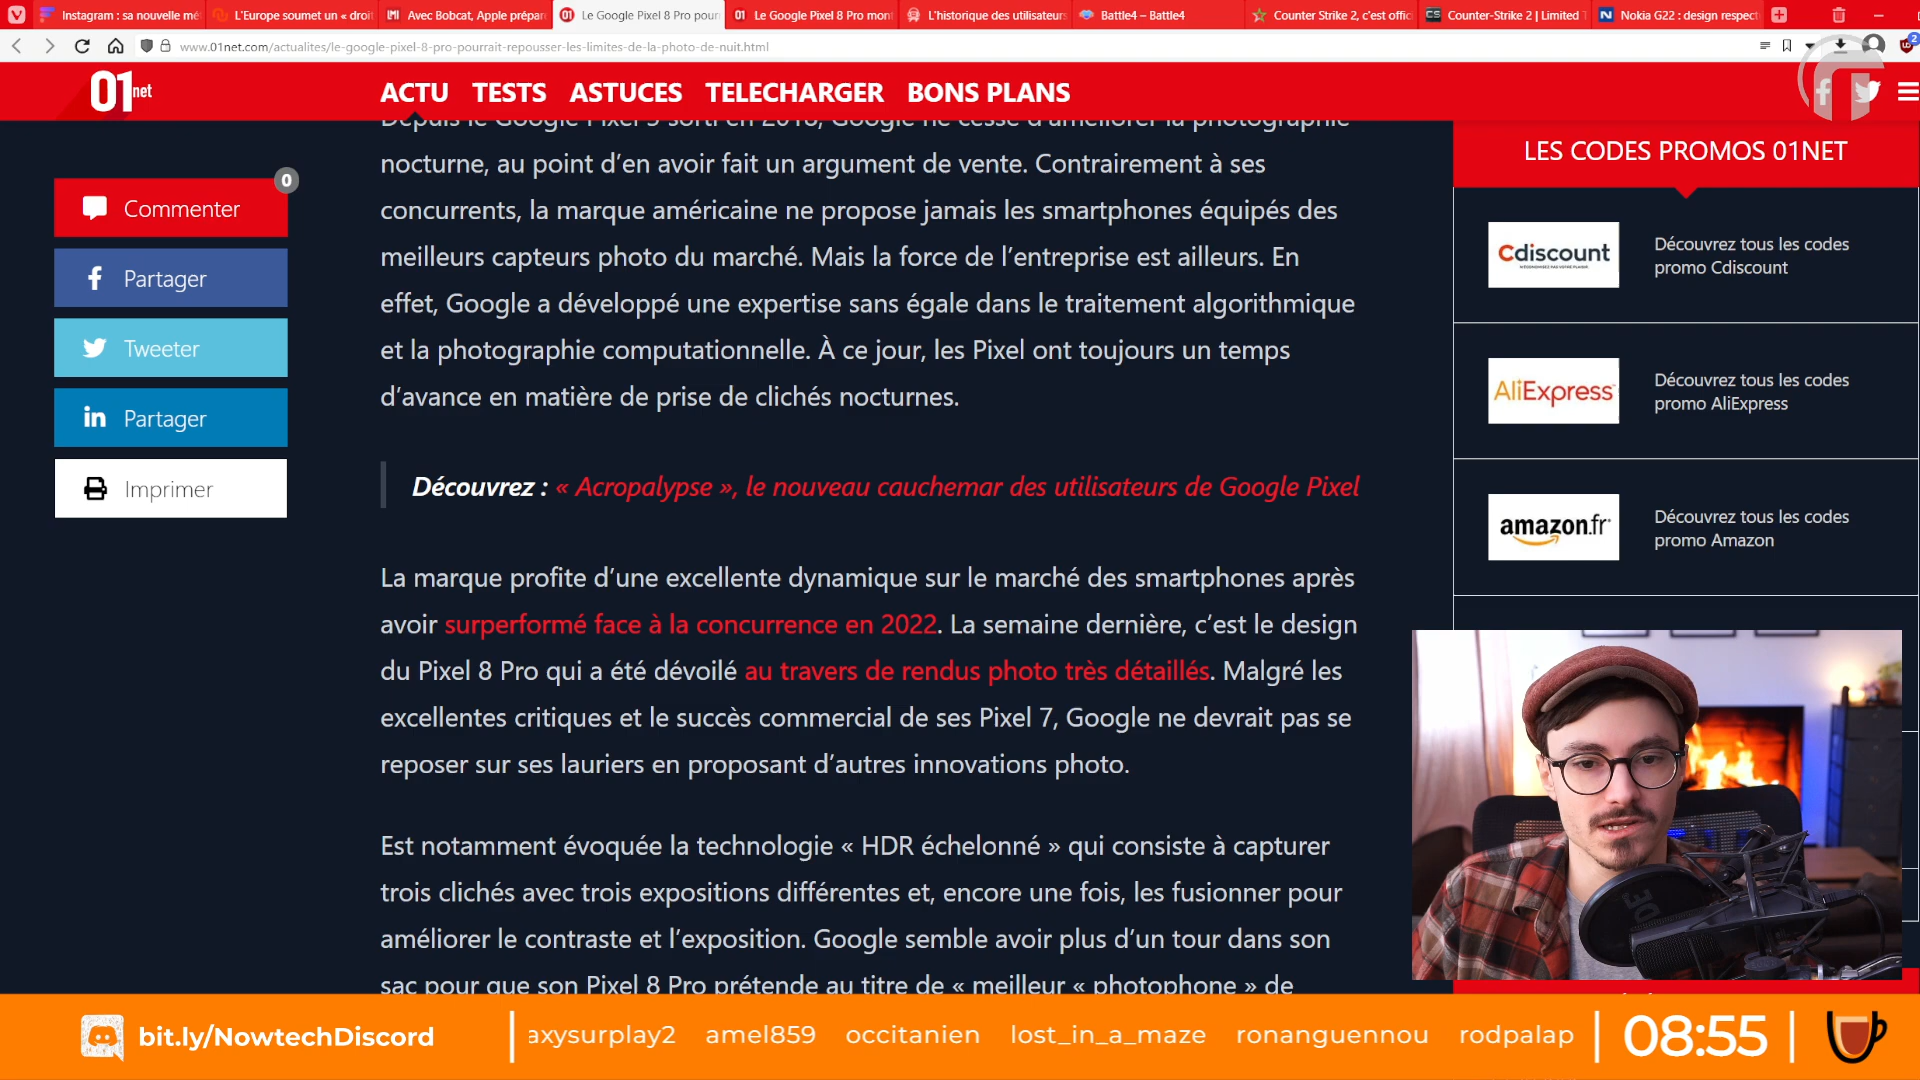 Instagram : sa nouvelle mé
L'Europe soumet un « droi
Avec Bobcat, Apple prépar
Le Google Pixel 8 Pro pour
Le Google Pixel 8 Pro mon
L'historique des utilisateurs
Battle4 – Battle4
Counter Strike 2, c'est offic
Counter-Strike 2 | Limited T
Nokia G22 : design respect
www.01net.com/actualites/le-google-pixel-8-pro-pourrait-repousser-les-limites-de-la-photo-de-nuit.html
2
01net
ACTU TESTS ASTUCES TELECHARGER BONS PLANS
Depuis le Google Pixel 3 sorti en 2018, Google ne cesse d'améliorer la photographie
nocturne, au point d'en avoir fait un argument de vente. Contrairement à ses
concurrents, la marque américaine ne propose jamais les smartphones équipés des
meilleurs capteurs photo du marché. Mais la force de l'entreprise est ailleurs. En
effet, Google a développé une expertise sans égale dans le traitement algorithmique
et la photographie computationnelle. À ce jour, les Pixel ont toujours un temps
d'avance en matière de prise de clichés nocturnes.
Découvrez : « Acropalypse », le nouveau cauchemar des utilisateurs de Google Pixel
La marque profite d'une excellente dynamique sur le marché des smartphones après
avoir surperformé face à la concurrence en 2022. La semaine dernière, c'est le design
du Pixel 8 Pro qui a été dévoilé au travers de rendus photo très détaillés. Malgré les
excellentes critiques et le succès commercial de ses Pixel 7, Google ne devrait pas se
reposer sur ses lauriers en proposant d'autres innovations photo.
Est notamment évoquée la technologie « HDR échelonné » qui consiste à capturer
trois clichés avec trois expositions différentes et, encore une fois, les fusionner pour
améliorer le contraste et l'exposition. Google semble avoir plus d'un tour dans son
sac pour que son Pixel 8 Pro prétende au titre de « meilleur « photophone » de
0
Commenter
Partager
Tweeter
Partager
Imprimer
LES CODES PROMOS 01NET
Cdiscount
Découvrez tous les codes
promo Cdiscount
AliExpress
Découvrez tous les codes
promo AliExpress
amazon.fr
Découvrez tous les codes
promo Amazon
bit.ly/NowtechDiscord
axysurplay2 amel859 occitanien lost_in_a_maze ronanguennou rodpalap
08:55